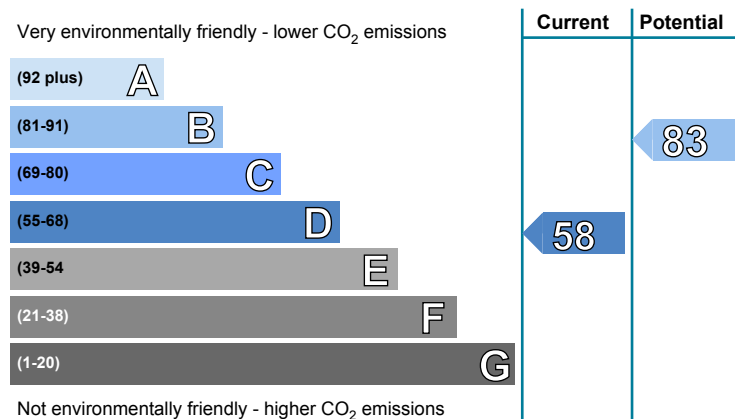 Very environmentally friendly - lower CO2 emissions
Current
Potential
(92 plus) A
(81-91) B
83
(69-80) C
(55-68) D
58
(39-54 E
(21-38) F
(1-20) G
Not environmentally friendly - higher CO2 emissions